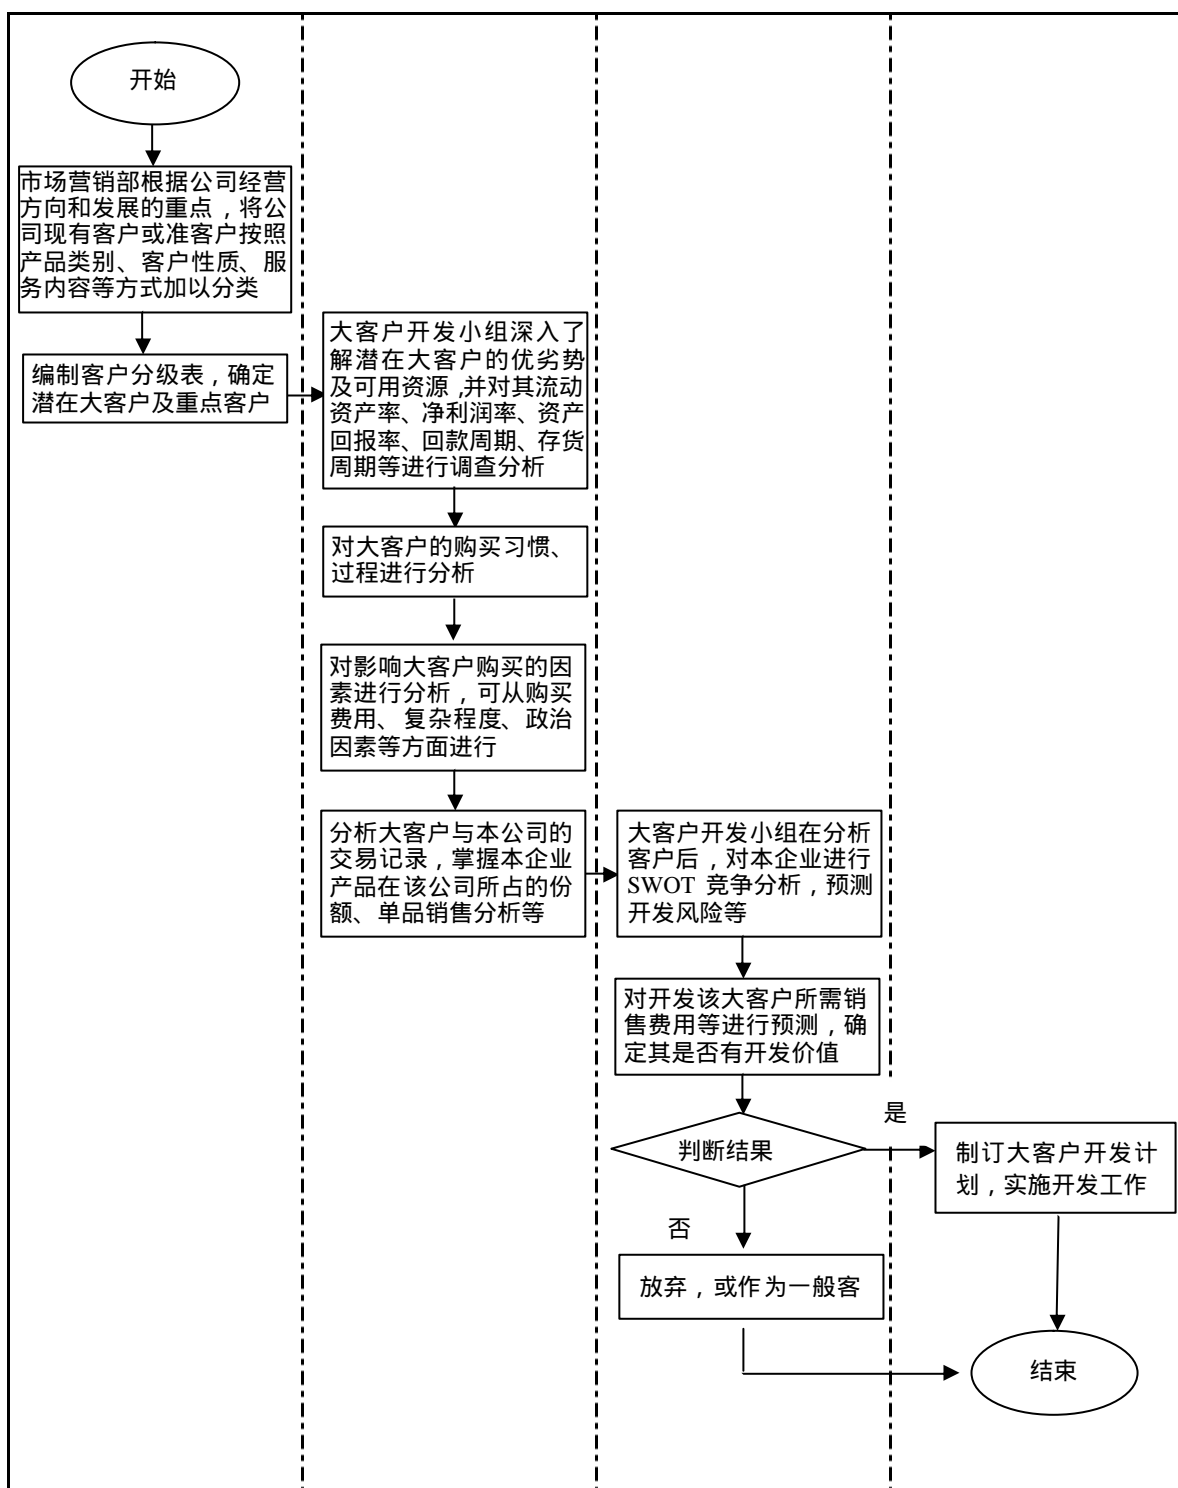 开始
市场营销部根据公司经营
方向和发展的重点，将公
司现有客户或准客户按照
产品类别、客户性质、服
务内容等方式加以分类
编制客户分级表，确定
潜在大客户及重点客户
大客户开发小组深入了
解潜在大客户的优劣势
及可用资源，并对其流动
资产率、净利润率、资产
回报率、回款周期、存货
周期等进行调查分析
对大客户的购买习惯、
过程进行分析
对影响大客户购买的因
素进行分析，可从购买
费用、复杂程度、政治
因素等方面进行
分析大客户与本公司的
交易记录，掌握本企业
产品在该公司所占的份
额、单品销售分析等
大客户开发小组在分析
客户后，对本企业进行
SWOT 竞争分析，预测
开发风险等
对开发该大客户所需销
售费用等进行预测，确
定其是否有开发价值
判断结果
是
制订大客户开发计
划，实施开发工作
否
放弃，或作为一般客
结束